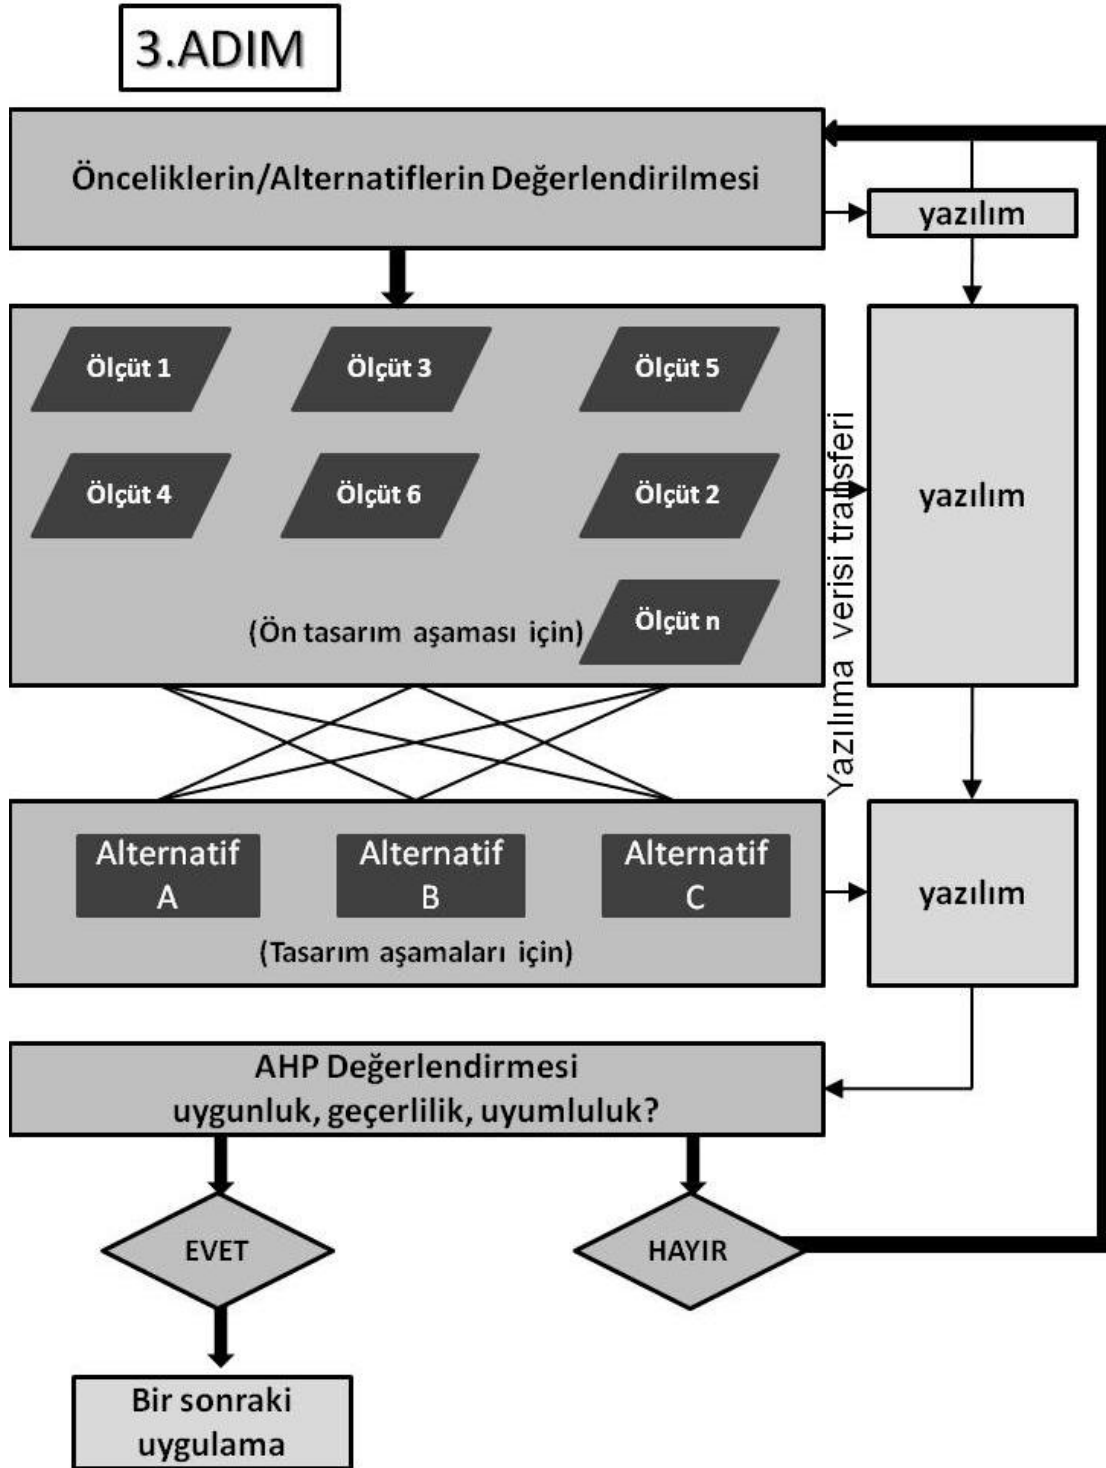 3.ADIM
Önceliklerin/Alternatiflerin Değerlendirilmesi
yazılım
Ölçüt 1
Ölçüt 3
Ölçüt 5
Ölçüt 4
Ölçüt 6
Ölçüt 2
Ölçüt n
(Ön tasarım aşaması için)
Yazılıma verisi transferi
yazılım
Alternatif
A
Alternatif
B
Alternatif
C
(Tasarım aşamaları için)
yazılım
AHP Değerlendirmesi
uygunluk, geçerlilik, uyumluluk?
EVET
HAYIR
Bir sonraki
uygulama